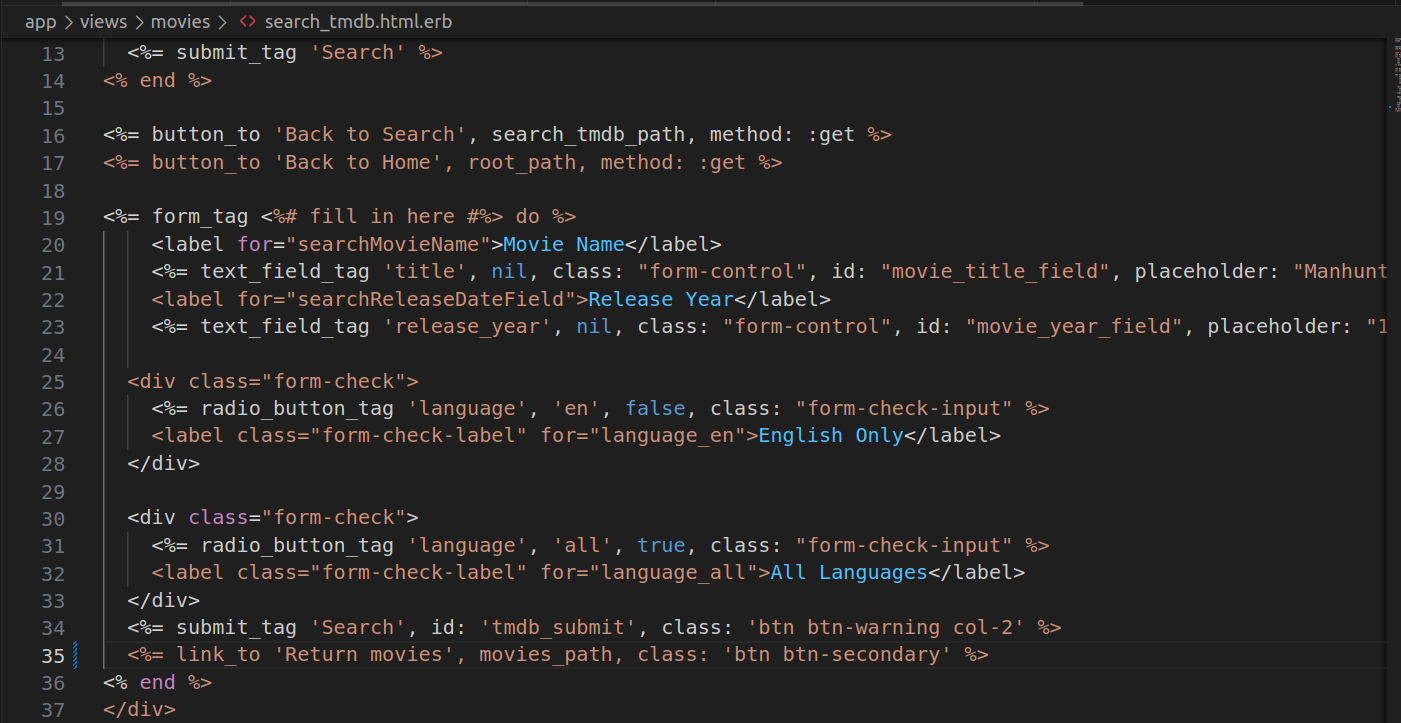 app > views > movies > <> search_tmdb.html.erb
13 <%= submit_tag 'Search' %>
14 <% end %>
15
16 <%= button_to 'Back to Search', search_tmdb_path, method: :get %>
17 <%= button_to 'Back to Home', root_path, method: :get %>
18
19 <%= form_tag <%# fill in here #%> do %>
20 <label for="searchMovieName">Movie Name</label>
21 <%= text_field_tag 'title', nil, class: "form-control", id: "movie_title_field", placeholder: "Manhunt
22 <label for="searchReleaseDateField">Release Year</label>
23 <%= text_field_tag 'release_year', nil, class: "form-control", id: "movie_year_field", placeholder: "1
24
25 <div class="form-check">
26 <%= radio_button_tag 'language', 'en', false, class: "form-check-input" %>
27 <label class="form-check-label" for="language_en">English Only</label>
28 </div>
29
30 <div class="form-check">
31 <%= radio_button_tag 'language', 'all', true, class: "form-check-input" %>
32 <label class="form-check-label" for="language_all">All Languages</label>
33 </div>
34 <%= submit_tag 'Search', id: 'tmdb_submit', class: 'btn btn-warning col-2' %>
35 <%= link_to 'Return movies', movies_path, class: 'btn btn-secondary' %>
36 <% end %>
37 </div>